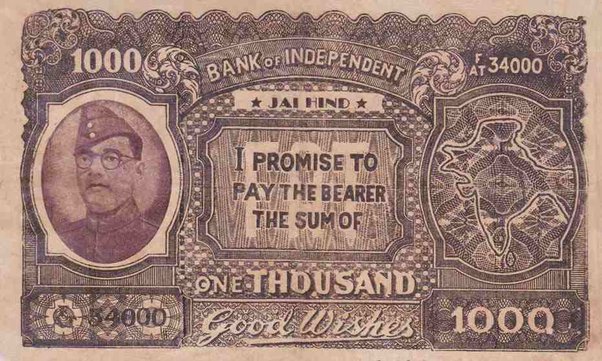 1000
BANK OF INDEPENDENT
F/AT 34000
★ JAI HIND ★
I PROMISE TO
PAY THE BEARER
THE SUM OF
ONE THOUSAND
34000
Good Wishes
1000